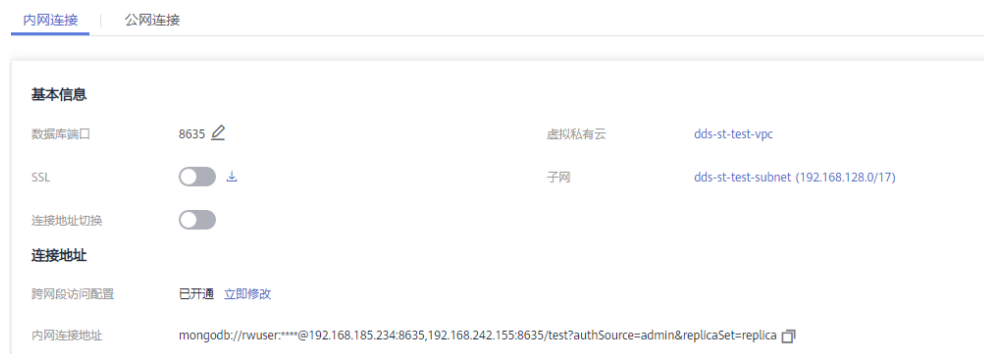 内网连接 公网连接
基本信息
数据库端口 8635 虚拟私有云 dds-st-test-vpc
SSL 子网 dds-st-test-subnet (192.168.128.0/17)
连接地址切换
连接地址
跨网段访问配置 已开通 立即修改
内网连接地址 mongodb://rwuser:****@192.168.185.234:8635,192.168.242.155:8635/test?authSource=admin&replicaSet=replica